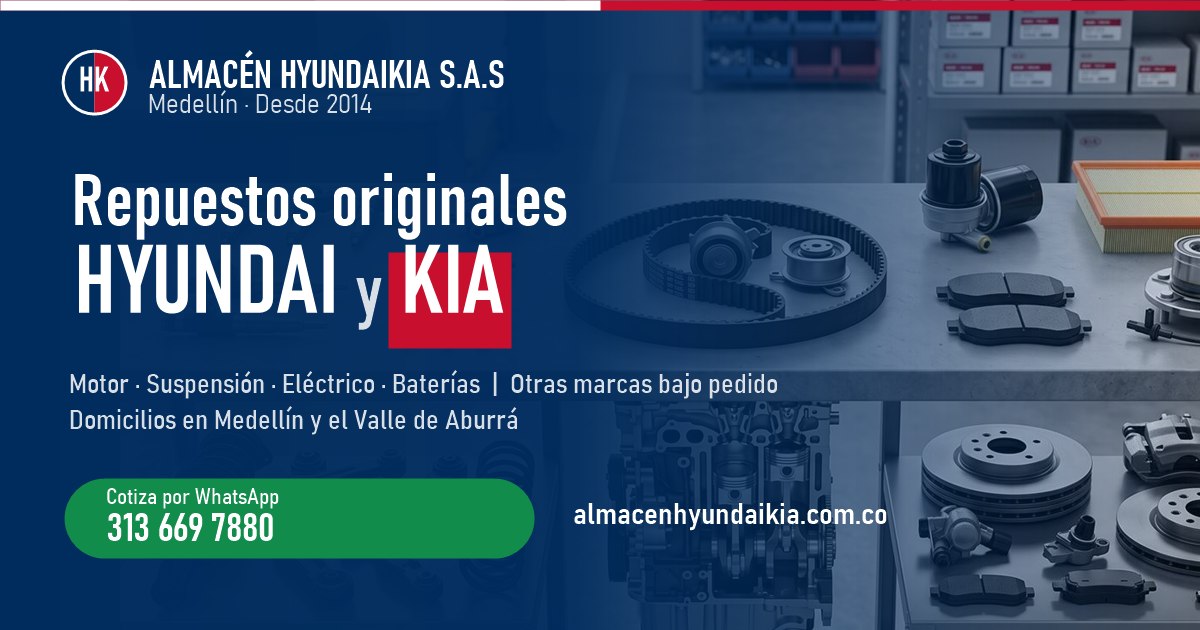 HK
ALMACÉN HYUNDAIKIA S.A.S
Medellín · Desde 2014
Repuestos originales
HYUNDAI y KIA
Motor · Suspensión · Eléctrico · Baterías | Otras marcas bajo pedido
Domicilios en Medellín y el Valle de Aburrá
Cotiza por WhatsApp
313 669 7880
almacenhyundaikia.com.co